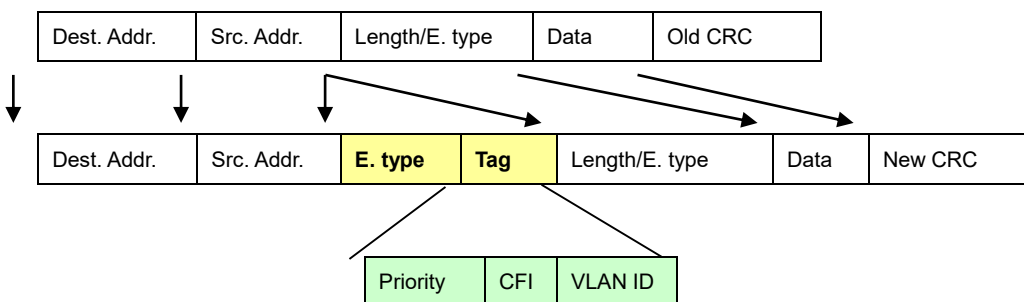 Dest. Addr. Src. Addr. Length/E. type Data Old CRC
Dest. Addr. Src. Addr. E. type Tag Length/E. type Data New CRC
Priority CFI VLAN ID